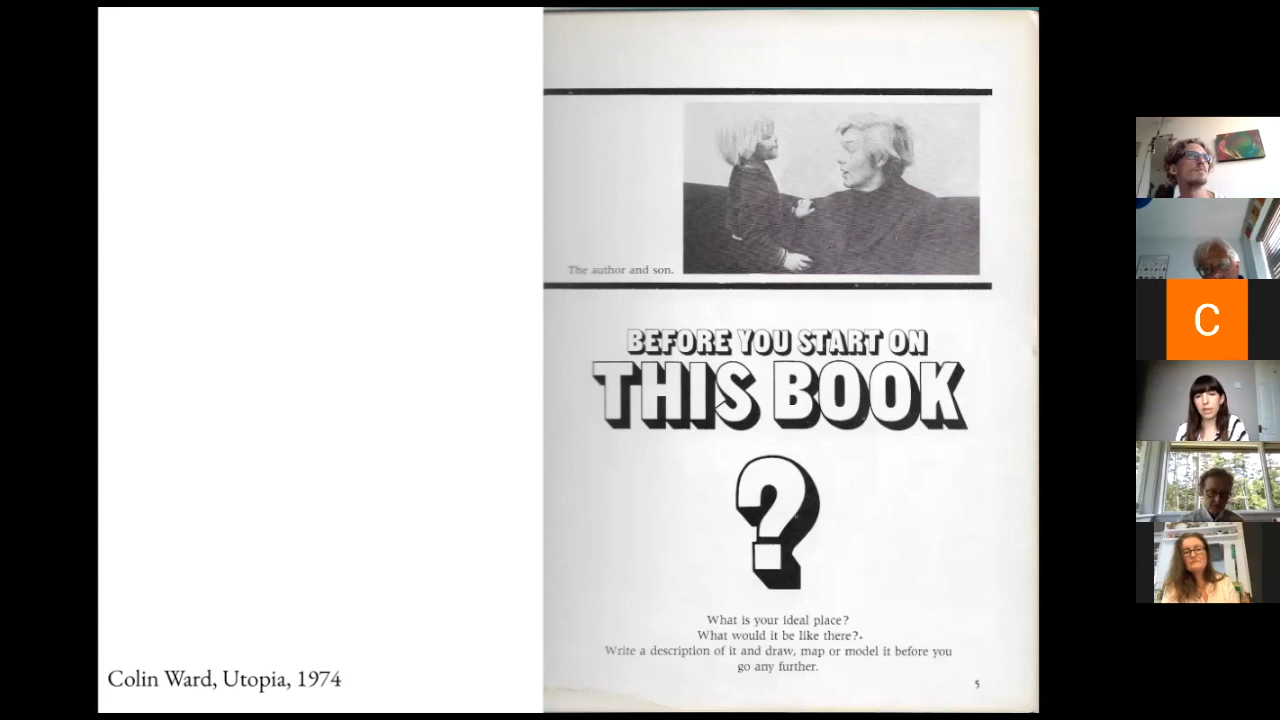 The author and son.
BEFORE YOU START ON
THIS BOOK
?
What is your ideal place?
What would it be like there?
Write a description of it and draw, map or model it before you
go any further.
5
Colin Ward, Utopia, 1974
C